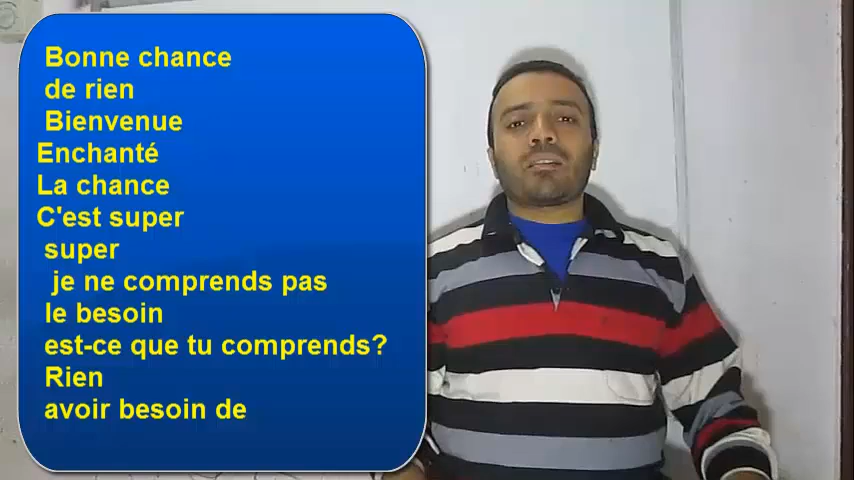 Bonne chance
de rien
Bienvenue
Enchanté
La chance
C'est super
super
je ne comprends pas
le besoin
est-ce que tu comprends?
Rien
avoir besoin de